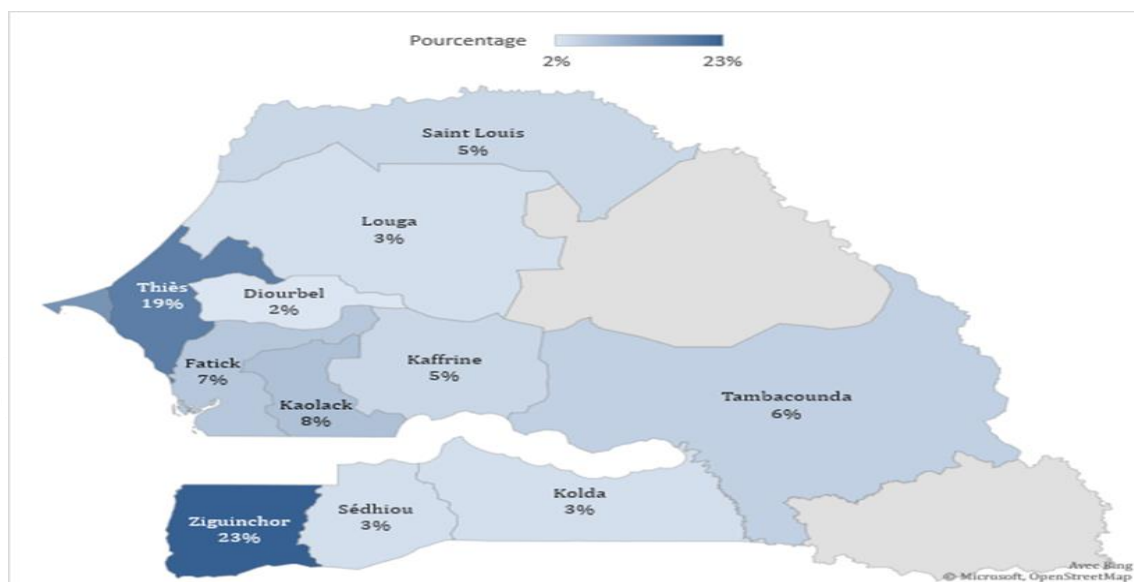 Pourcentage
2% 23%
Saint Louis
5%
Louga
3%
Thiès
19%
Diourbel
2%
Fatick
7%
Kaffrine
5%
Kaolack
8%
Tambacounda
6%
Ziguinchor
23%
Sédhiou
3%
Kolda
3%
Avec Bing
© Microsoft, OpenStreetMap